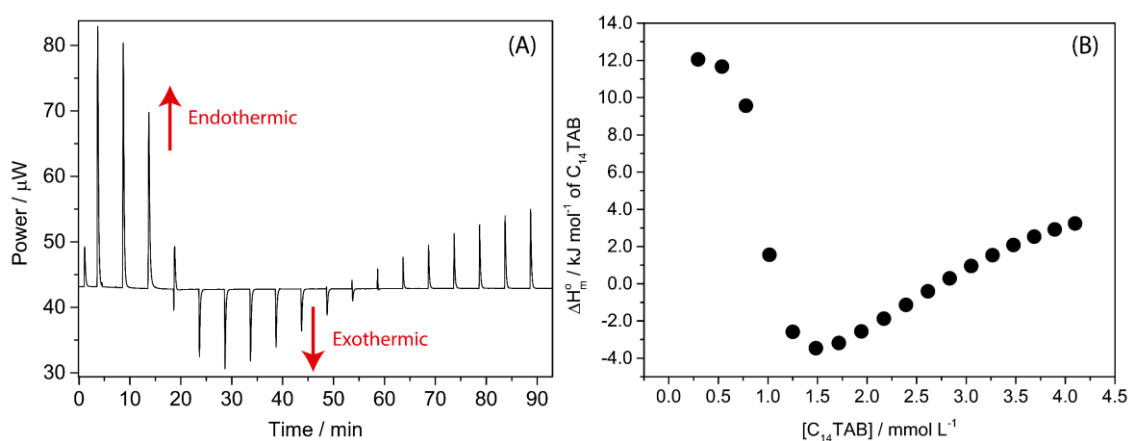 (A)
Power / μW
80
70
60
50
40
30
Endothermic
Exothermic
0 10 20 30 40 50 60 70 80 90
Time / min
(B)
ΔHₘᵒ / kJ mol⁻¹ of C₁₄TAB
14.0
12.0
10.0
8.0
6.0
4.0
2.0
0.0
-2.0
-4.0
0.0 0.5 1.0 1.5 2.0 2.5 3.0 3.5 4.0 4.5
[C₁₄TAB] / mmol L⁻¹